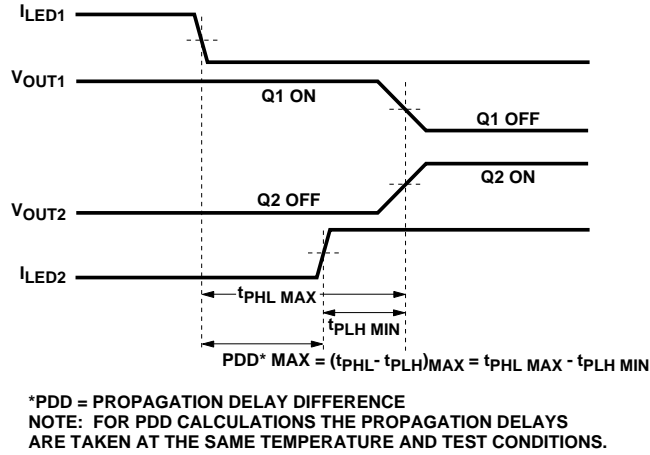 ILED1
VOUT1
Q1 ON
Q1 OFF
Q2 ON
Q2 OFF
VOUT2
ILED2
tPHL MAX
tPLH MIN
PDD* MAX = (tPHL- tPLH)MAX = tPHL MAX - tPLH MIN
*PDD = PROPAGATION DELAY DIFFERENCE
NOTE: FOR PDD CALCULATIONS THE PROPAGATION DELAYS
ARE TAKEN AT THE SAME TEMPERATURE AND TEST CONDITIONS.